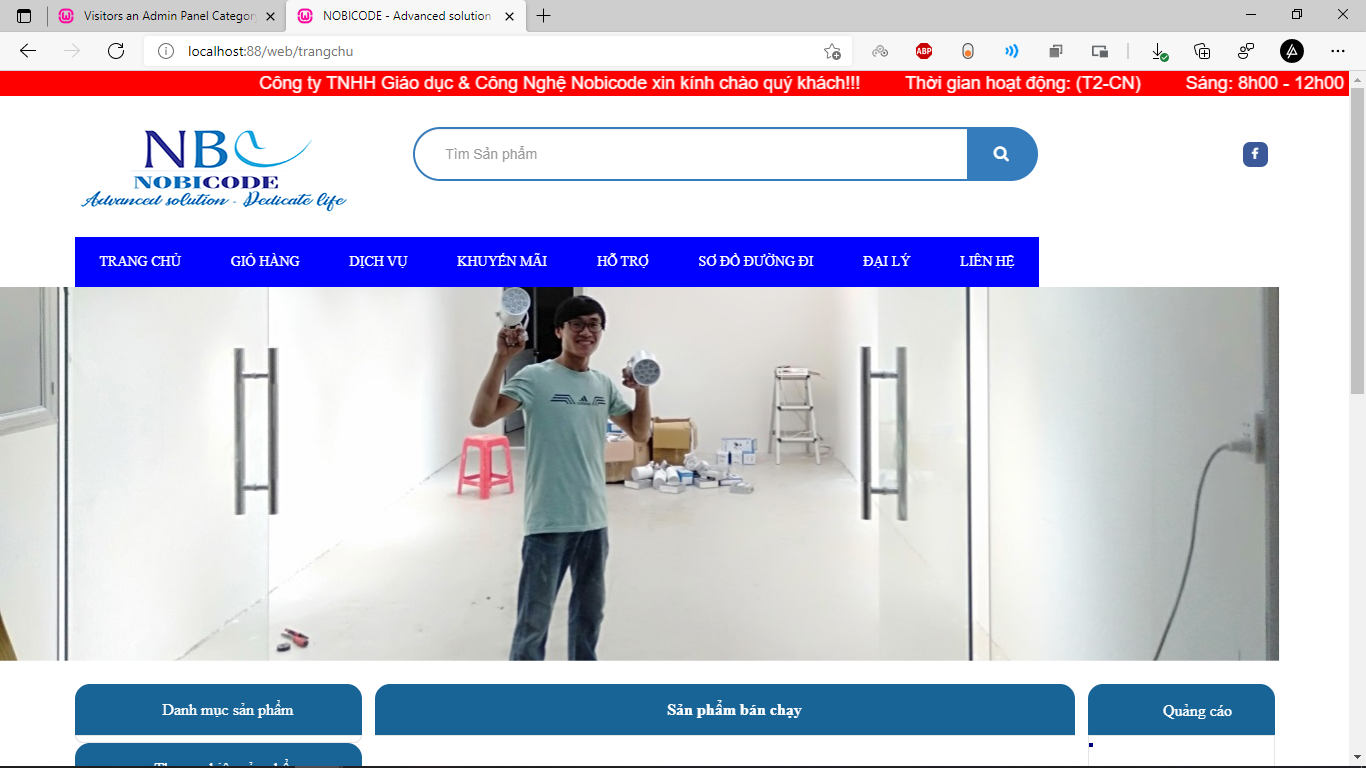 Visitors an Admin Panel Categor
NOBICODE - Advanced solution
localhost:88/web/trangchu
ABP
Công ty TNHH Giáo dục & Công Nghệ Nobicode xin kính chào quý khách!!! Thời gian hoạt động: (T2-CN) Sáng: 8h00 - 12h00
NB
NOBICODE
Advanced solution - Dedicate life
Tìm Sản phẩm
TRANG CHỦ GIỎ HÀNG DỊCH VỤ KHUYẾN MÃI HỖ TRỢ SƠ ĐỒ ĐƯỜNG ĐI ĐẠI LÝ LIÊN HỆ
Danh mục sản phẩm
Sản phẩm bán chạy
Quảng cáo